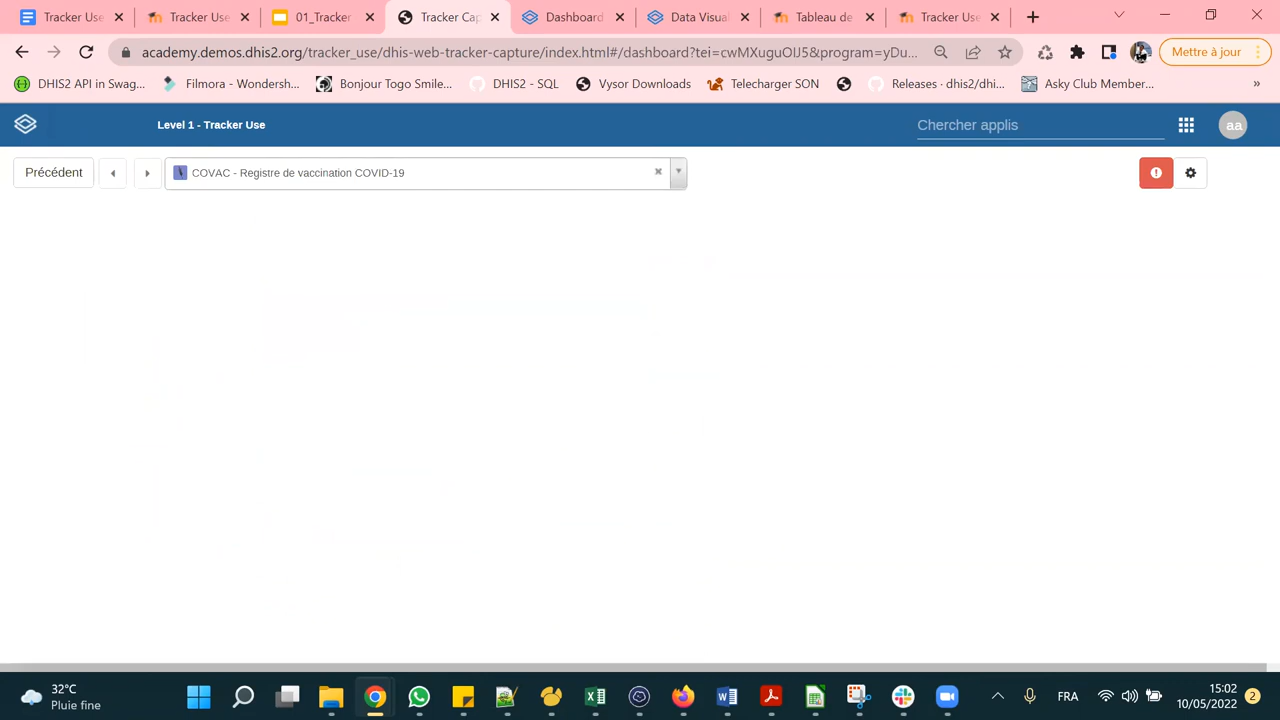 Tracker Use
Tracker Use
01_Tracker
Tracker Cap
Dashboard
Data Visual
Tableau de
Tracker Use
academy.demos.dhis2.org/tracker_use/dhis-web-tracker-capture/index.html#/dashboard?tei=cwMXuguOIJ5&program=yDu...
Mettre à jour
DHIS2 API in Swag...
Filmora - Wondersh...
Bonjour Togo Smile...
DHIS2 - SQL
Vysor Downloads
Telecharger SON
Releases · dhis2/dhi...
Asky Club Member...
»
Level 1 - Tracker Use
Chercher applis
aa
Précédent
COVAC - Registre de vaccination COVID-19
32°C
Pluie fine
FRA
15:02
10/05/2022
2